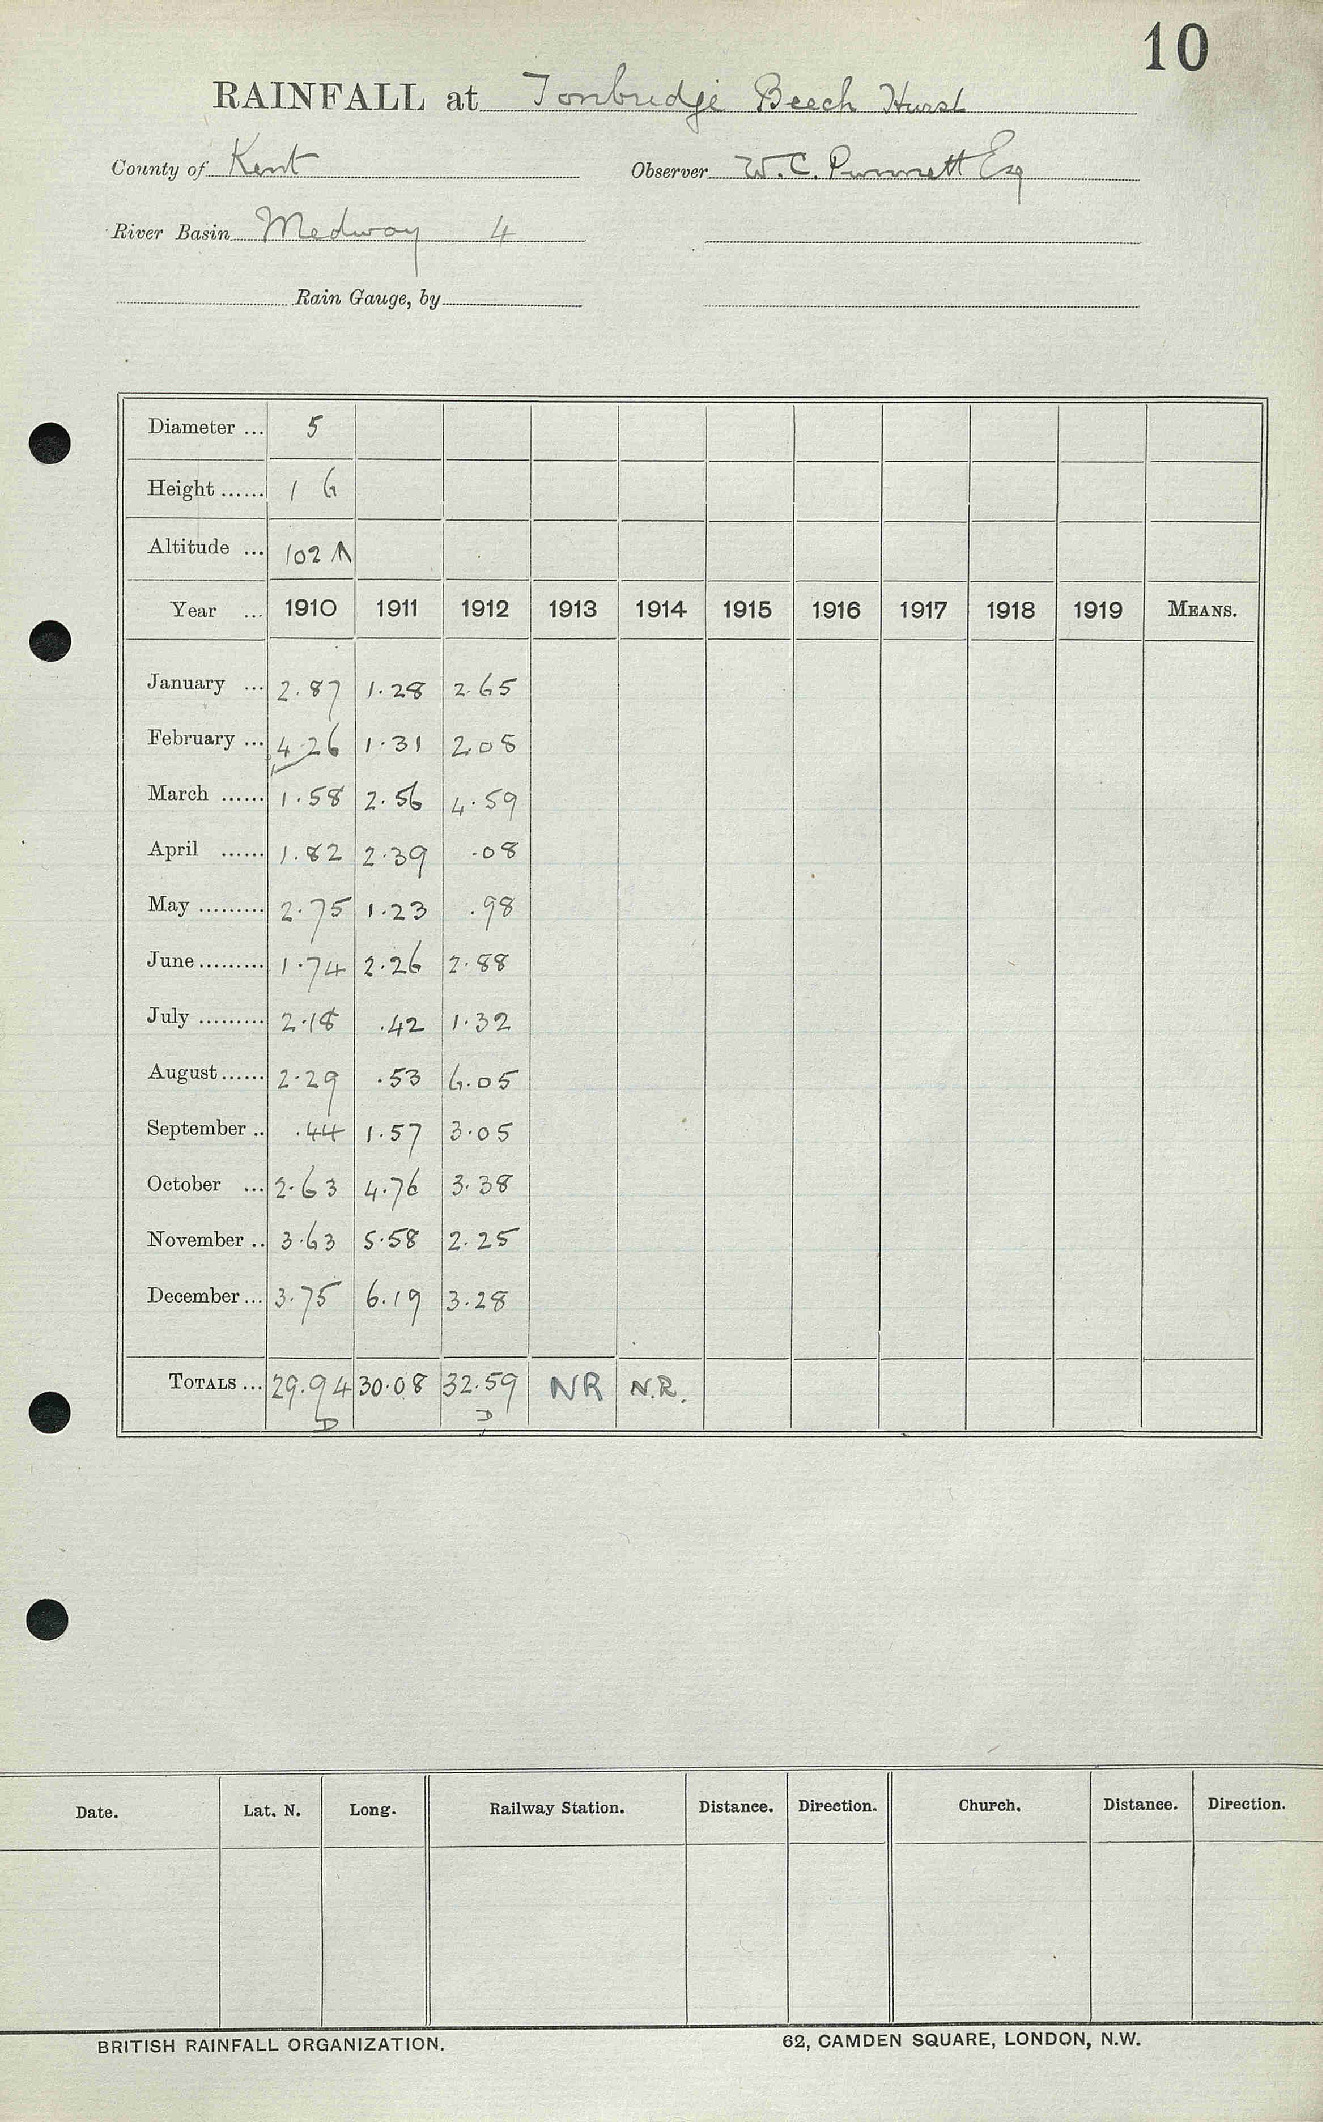 10
RAINFALL at Tonbridge Beech Hurst
County of Kent Observer W. C. Punnett Esq
River Basin Medway 4
Rain Gauge, by
Diameter ... 5
Height ...... 1 6
Altitude ... 102
Year ... 1910 1911 1912 1913 1914 1915 1916 1917 1918 1919 MEANS.
January ... 2.87 1.28 2.65
February ... 4.26 1.31 2.08
March ...... 1.58 2.56 4.59
April ...... 1.82 2.39 .08
May ......... 2.75 1.23 .98
June ......... 1.74 2.26 2.88
July ......... 2.18 .42 1.32
August ...... 2.29 .53 6.05
September .. .44 1.57 3.05
October ... 2.63 4.76 3.38
November .. 3.63 5.58 2.25
December ... 3.75 6.19 3.28
TOTALS ... 29.94 30.08 32.59 NR N.R.
D D
Date. Lat. N. Long. Railway Station. Distance. Direction. Church. Distance. Direction.
BRITISH RAINFALL ORGANIZATION. 62, CAMDEN SQUARE, LONDON, N.W.